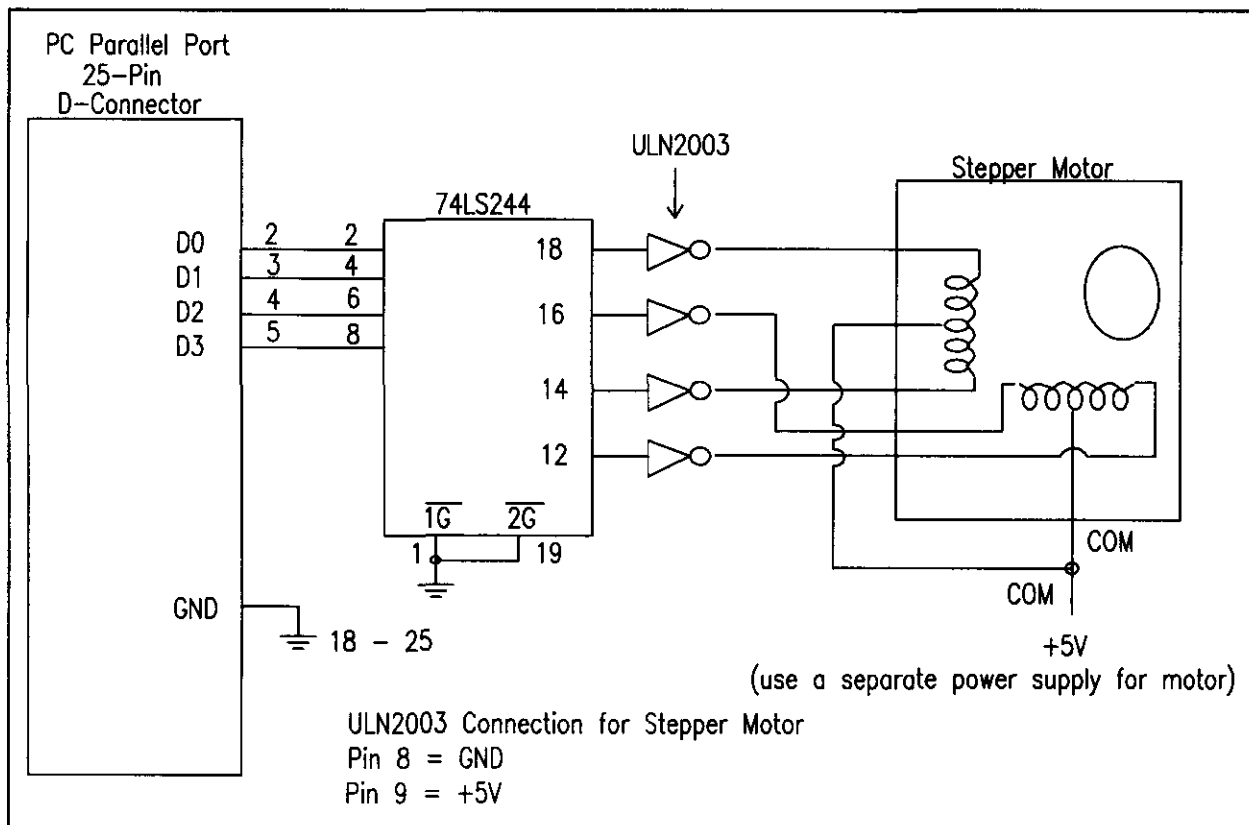 PC Parallel Port
25-Pin
D-Connector
ULN2003
Stepper Motor
74LS244
D0 2 2 18
D1 3 4
D2 4 6 16
D3 5 8
14
12
1G 2G
1 19
COM
COM
GND
18 - 25
+5V
(use a separate power supply for motor)
ULN2003 Connection for Stepper Motor
Pin 8 = GND
Pin 9 = +5V